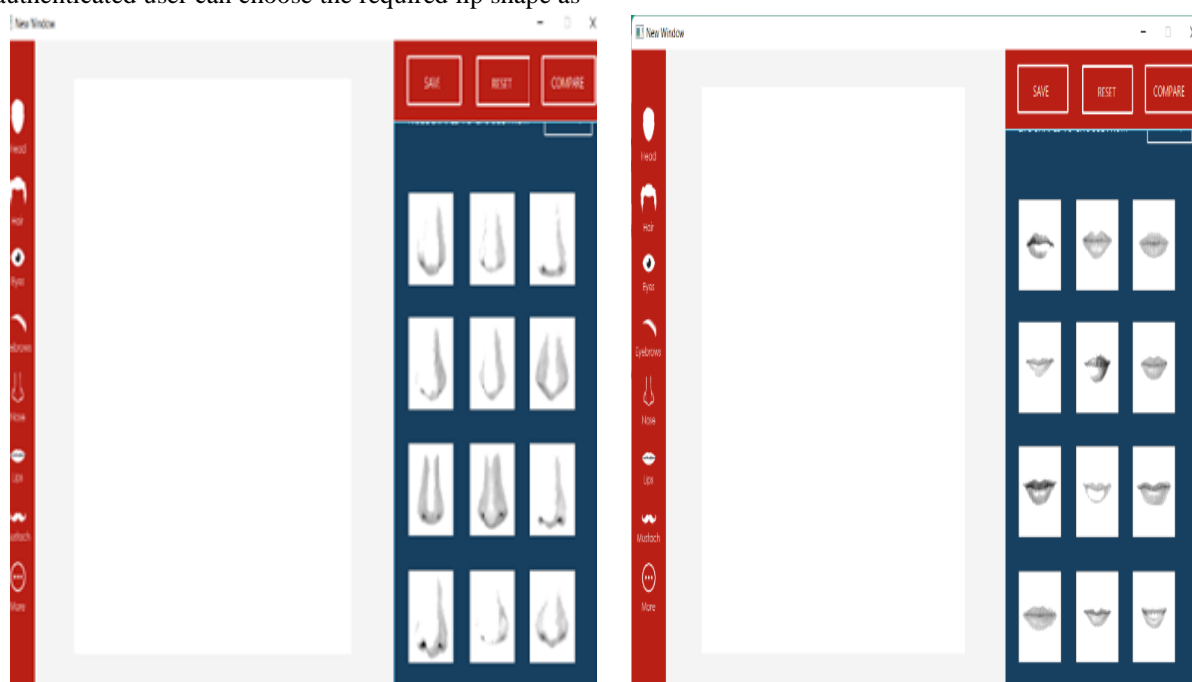 authenticated user can choose the required lip shape as
New Window
SAVE
RESET
COMPARE
Head
Hair
Eyes
Eyebrows
Nose
Lips
Mustach
More
New Window
SAVE
RESET
COMPARE
Head
Hair
Eyes
Eyebrows
Nose
Lips
Mustach
More